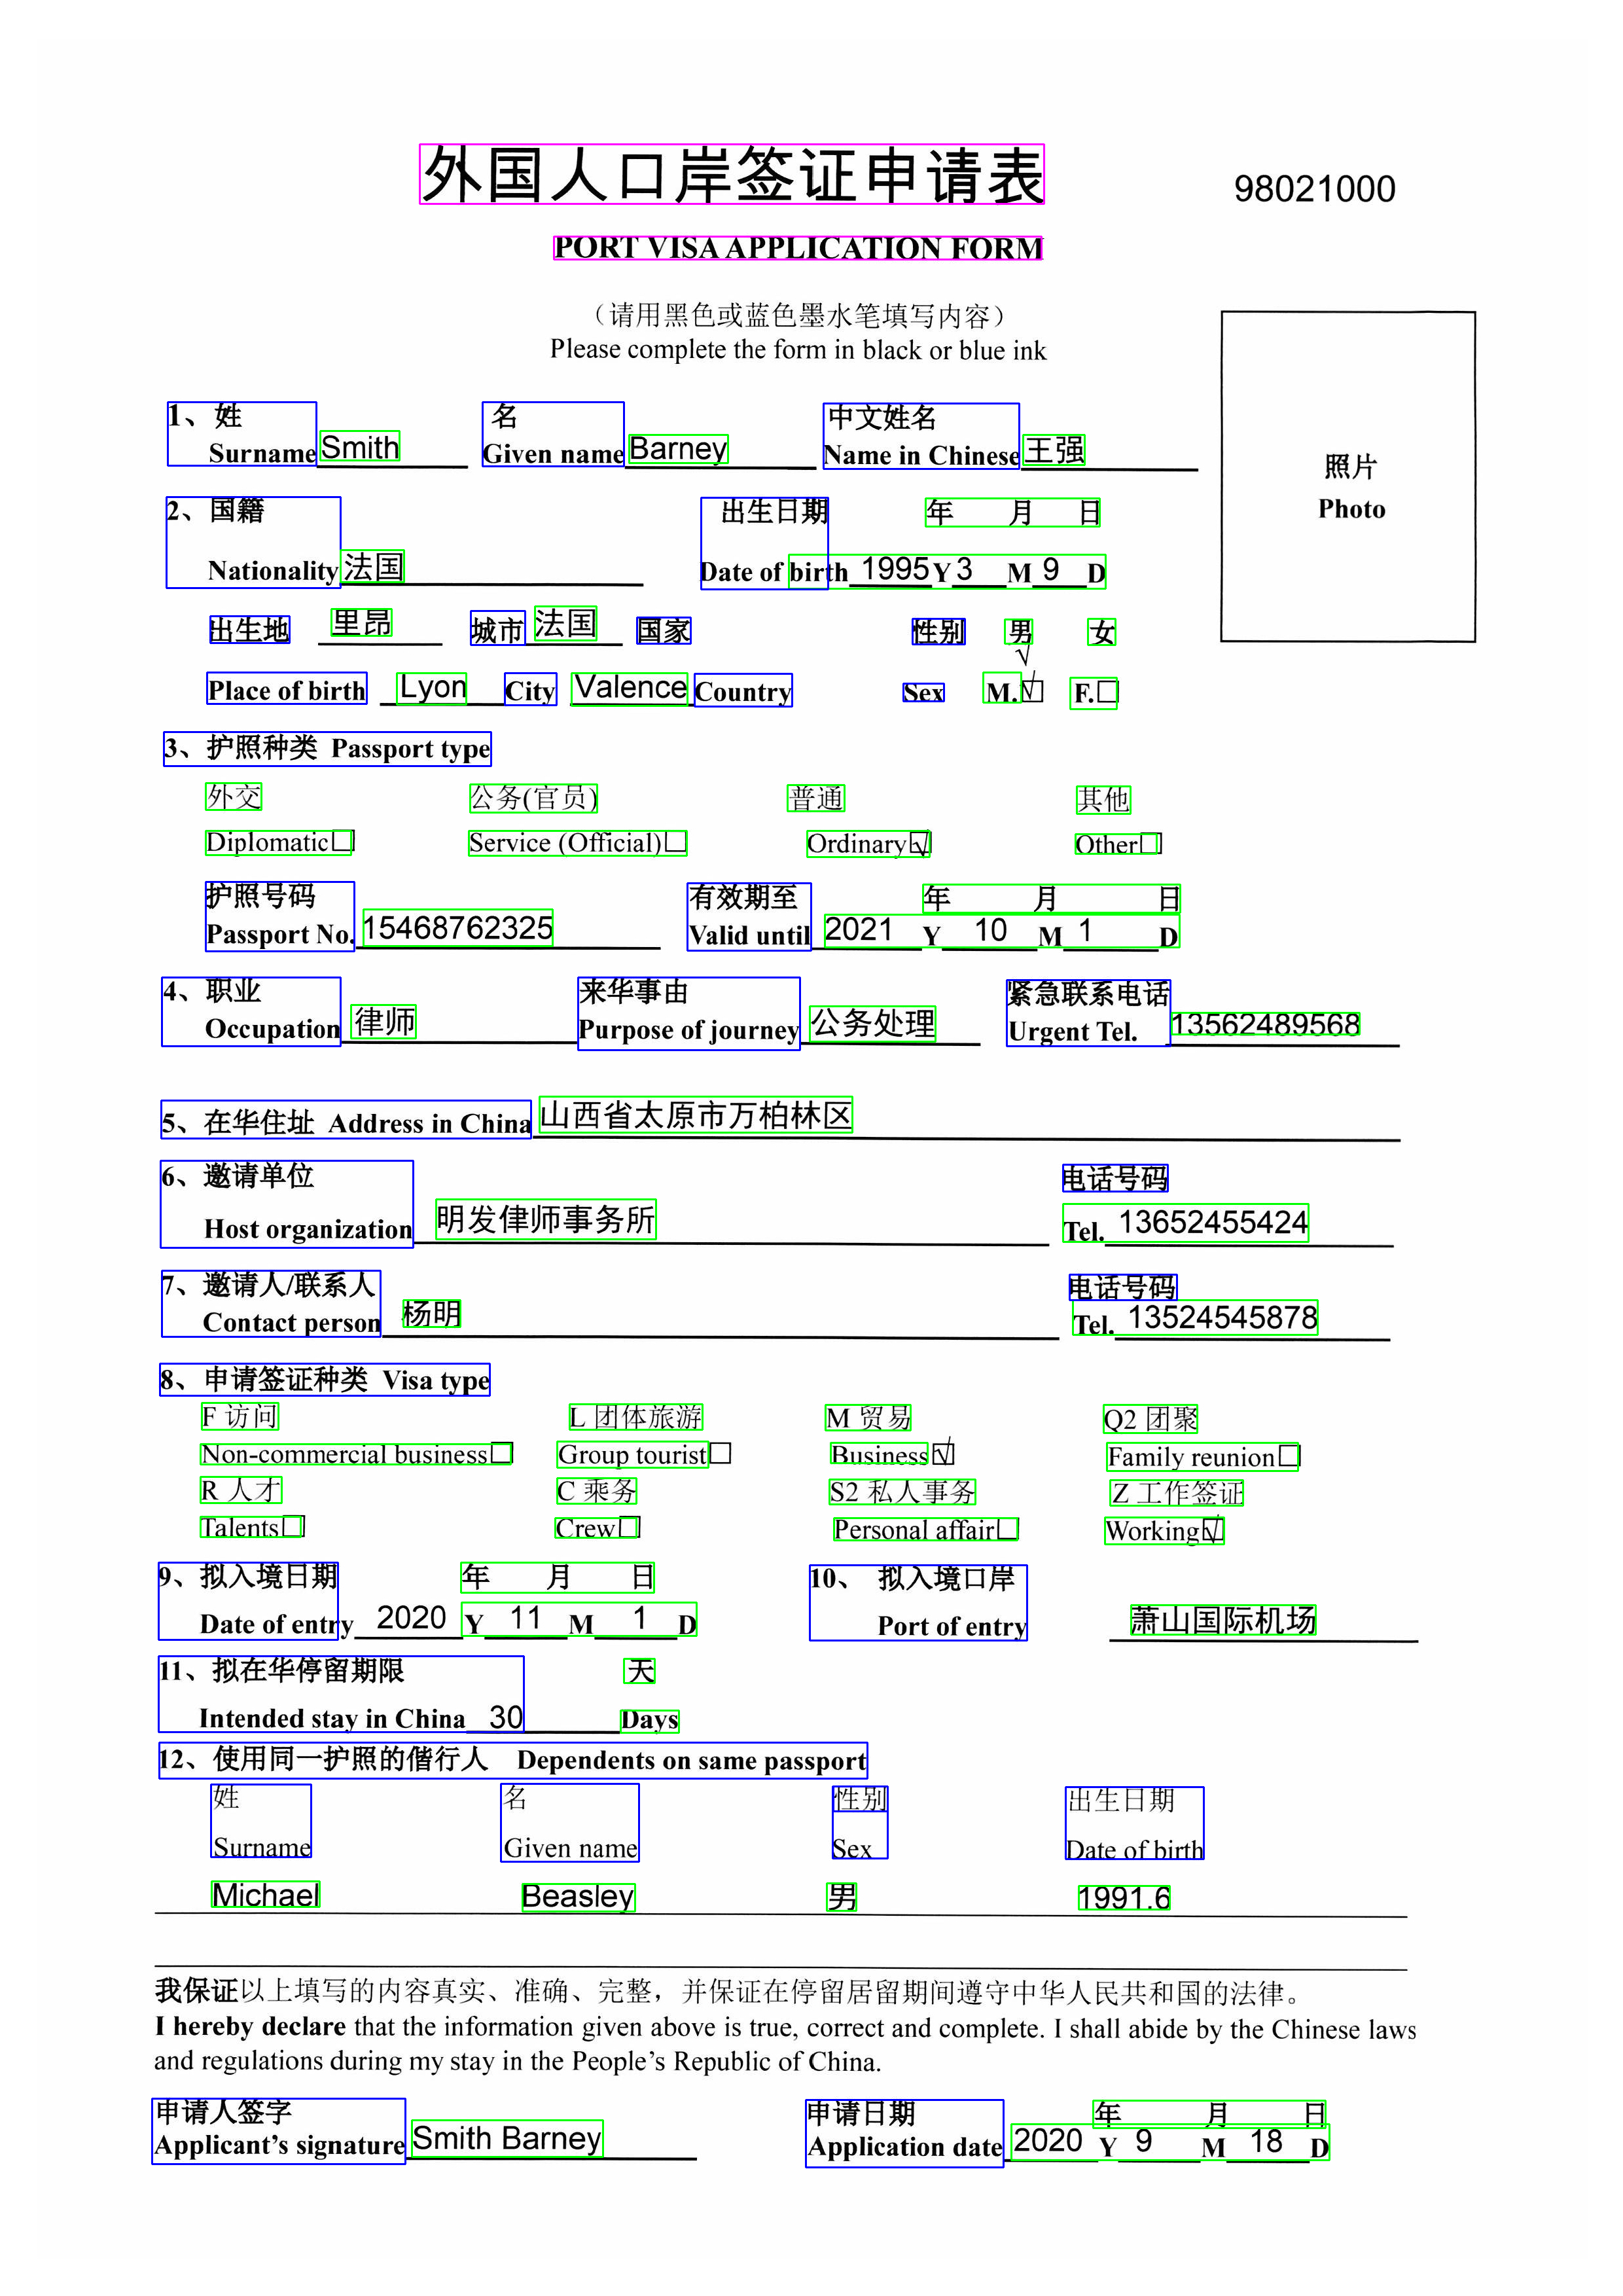 外国人口岸签证申请表 98021000
PORT VISA APPLICATION FORM
（请用黑色或蓝色墨水笔填写内容）
Please complete the form in black or blue ink
1、姓 名 中文姓名
Surname Smith Given name Barney Name in Chinese 王强
照片
Photo
2、国籍 出生日期 年 月 日
Nationality 法国 Date of birth 1995 Y 3 M 9 D
出生地 里昂 城市 法国 国家 性别 男 √ 女
Place of birth Lyon City Valence Country Sex M.☑ F.□
3、护照种类 Passport type
外交 公务(官员) 普通 其他
Diplomatic□ Service (Official)□ Ordinary☑ Other□
护照号码 有效期至 年 月 日
Passport No. 15468762325 Valid until 2021 Y 10 M 1 D
4、职业 来华事由 紧急联系电话
Occupation 律师 Purpose of journey 公务处理 Urgent Tel. 13562489568
5、在华住址 Address in China 山西省太原市万柏林区
6、邀请单位 电话号码
Host organization 明发律师事务所 Tel. 13652455424
7、邀请人/联系人 电话号码
Contact person 杨明 Tel. 13524545878
8、申请签证种类 Visa type
F 访问 L 团体旅游 M 贸易 Q2 团聚
Non-commercial business□ Group tourist□ Business☑ Family reunion□
R 人才 C 乘务 S2 私人事务 Z 工作签证
Talents□ Crew□ Personal affair□ Working☑
9、拟入境日期 年 月 日 10、 拟入境口岸
Date of entry 2020 Y 11 M 1 D Port of entry 萧山国际机场
11、拟在华停留期限 天
Intended stay in China 30 Days
12、使用同一护照的偕行人 Dependents on same passport
姓 名 性别 出生日期
Surname Given name Sex Date of birth
Michael Beasley 男 1991.6
我保证以上填写的内容真实、准确、完整，并保证在停留居留期间遵守中华人民共和国的法律。
I hereby declare that the information given above is true, correct and complete. I shall abide by the Chinese laws
and regulations during my stay in the People's Republic of China.
申请人签字 申请日期 年 月 日
Applicant's signature Smith Barney Application date 2020 Y 9 M 18 D